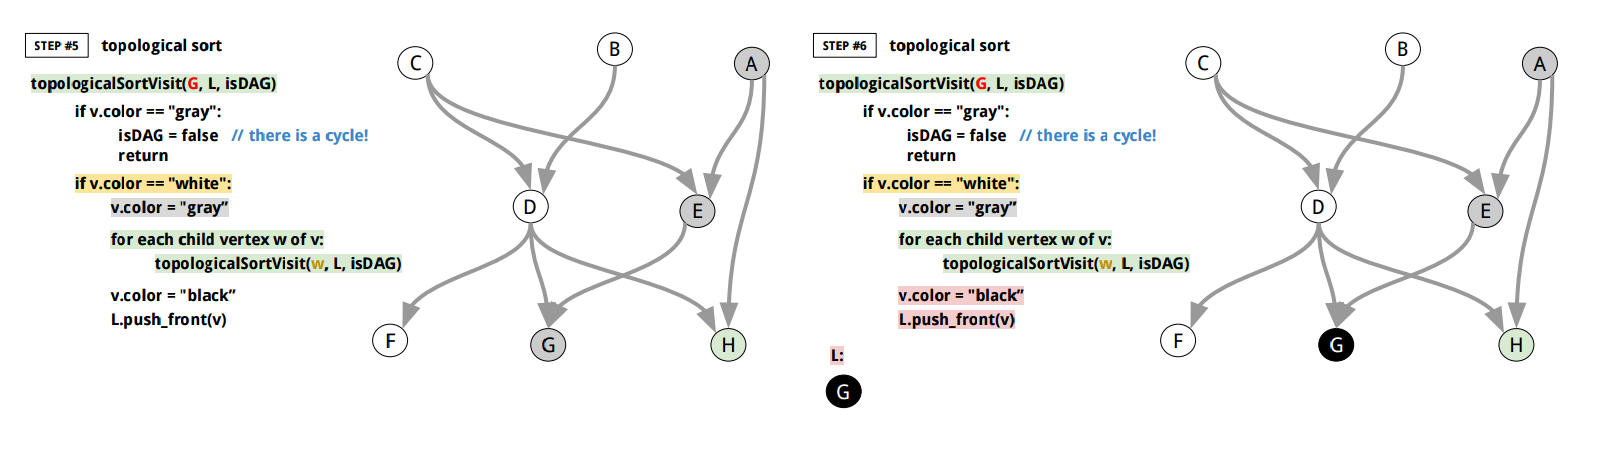 STEP #5 topological sort
topologicalSortVisit(G, L, isDAG)
if v.color == "gray":
isDAG = false // there is a cycle!
return
if v.color == "white":
v.color = "gray”
for each child vertex w of v:
topologicalSortVisit(w, L, isDAG)
v.color = "black”
L.push_front(v)
C
B
A
D
E
F
G
H
STEP #6 topological sort
topologicalSortVisit(G, L, isDAG)
if v.color == "gray":
isDAG = false // there is a cycle!
return
if v.color == "white":
v.color = "gray”
for each child vertex w of v:
topologicalSortVisit(w, L, isDAG)
v.color = "black”
L.push_front(v)
L:
G
C
B
A
D
E
F
G
H